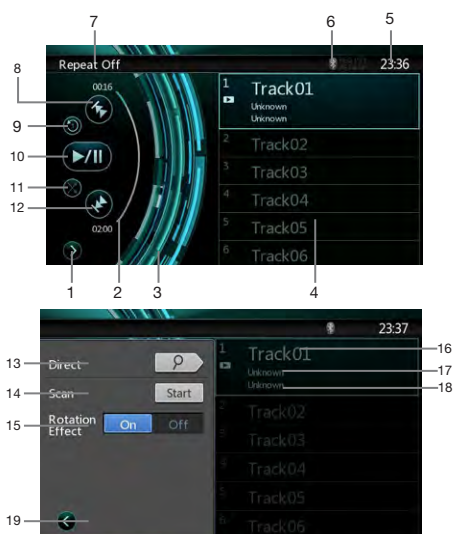 7 6 5
Repeat Off 23:36
8
0016
9
10
11
12
02:00
1 Track01
Unknown
Unknown
2 Track02
3 Track03
4 Track04
5 Track05
6 Track06
1 2 3 4
23:37
13 Direct
14 Scan Start
15 Rotation Effect On Off
19
1 Track01 16
Unknown 17
Unknown 18
2 Track02
3 Track03
4 Track04
5 Track05
6 Track06